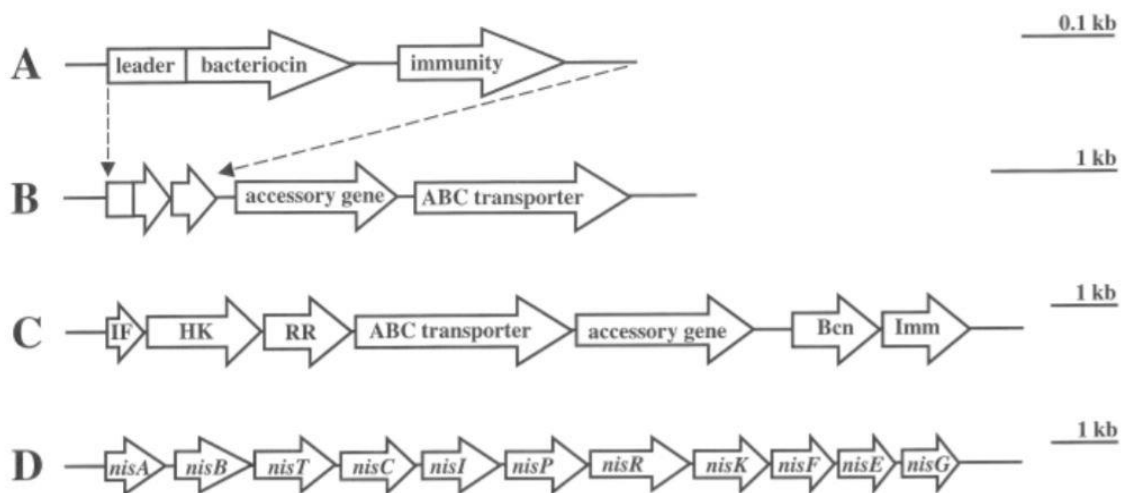 0.1 kb
A leader bacteriocin immunity
1 kb
B accessory gene ABC transporter
1 kb
C IF HK RR ABC transporter accessory gene Bcn Imm
1 kb
D nisA nisB nisT nisC nisI nisP nisR nisK nisF nisE nisG